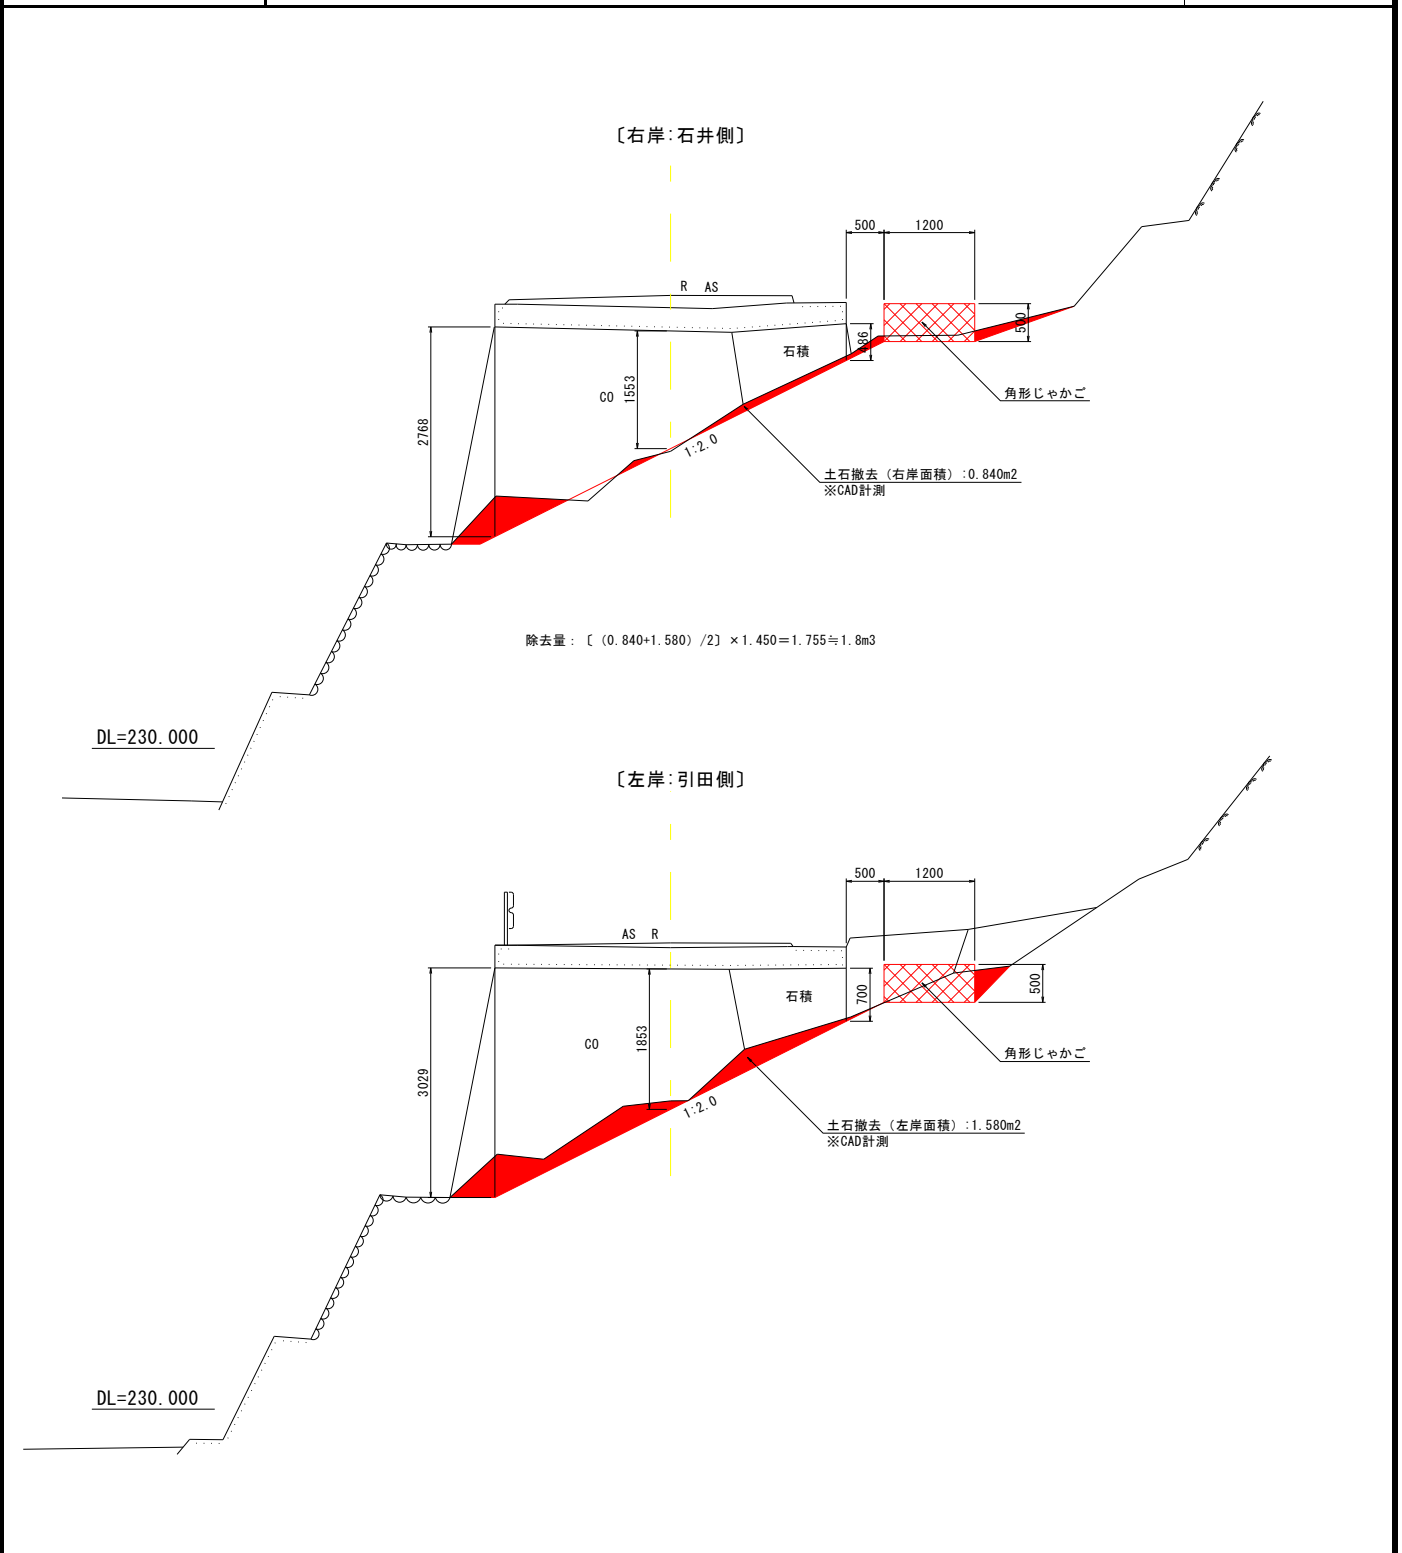 〔右岸:石井側〕
500
1200
R AS
500
486
石積
角形じゃかご
CO
1553
2768
1:2.0
土石撤去（右岸面積）:0.840m2
※CAD計測
除去量：〔（0.840+1.580）/2〕×1.450＝1.755≒1.8m3
DL=230.000
〔左岸:引田側〕
500
1200
AS R
700
500
石積
CO
1853
角形じゃかご
3029
1:2.0
土石撤去（左岸面積）:1.580m2
※CAD計測
DL=230.000